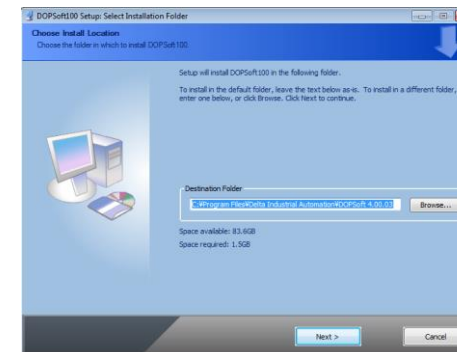 DOPSoft100 Setup: Select Installation Folder
Choose Install Location
Choose the folder in which to install DOPSoft100.
Setup will install DOPSoft100 in the following folder.
To install in the default folder, leave the text below as-is. To install in a different folder,
enter one below, or click Browse. Click Next to continue.
Destination Folder
C:₩Program Files₩Delta Industrial Automation₩DOPSoft 4.00.03
Browse...
Space available: 83.6GB
Space required: 1.5GB
Next >
Cancel